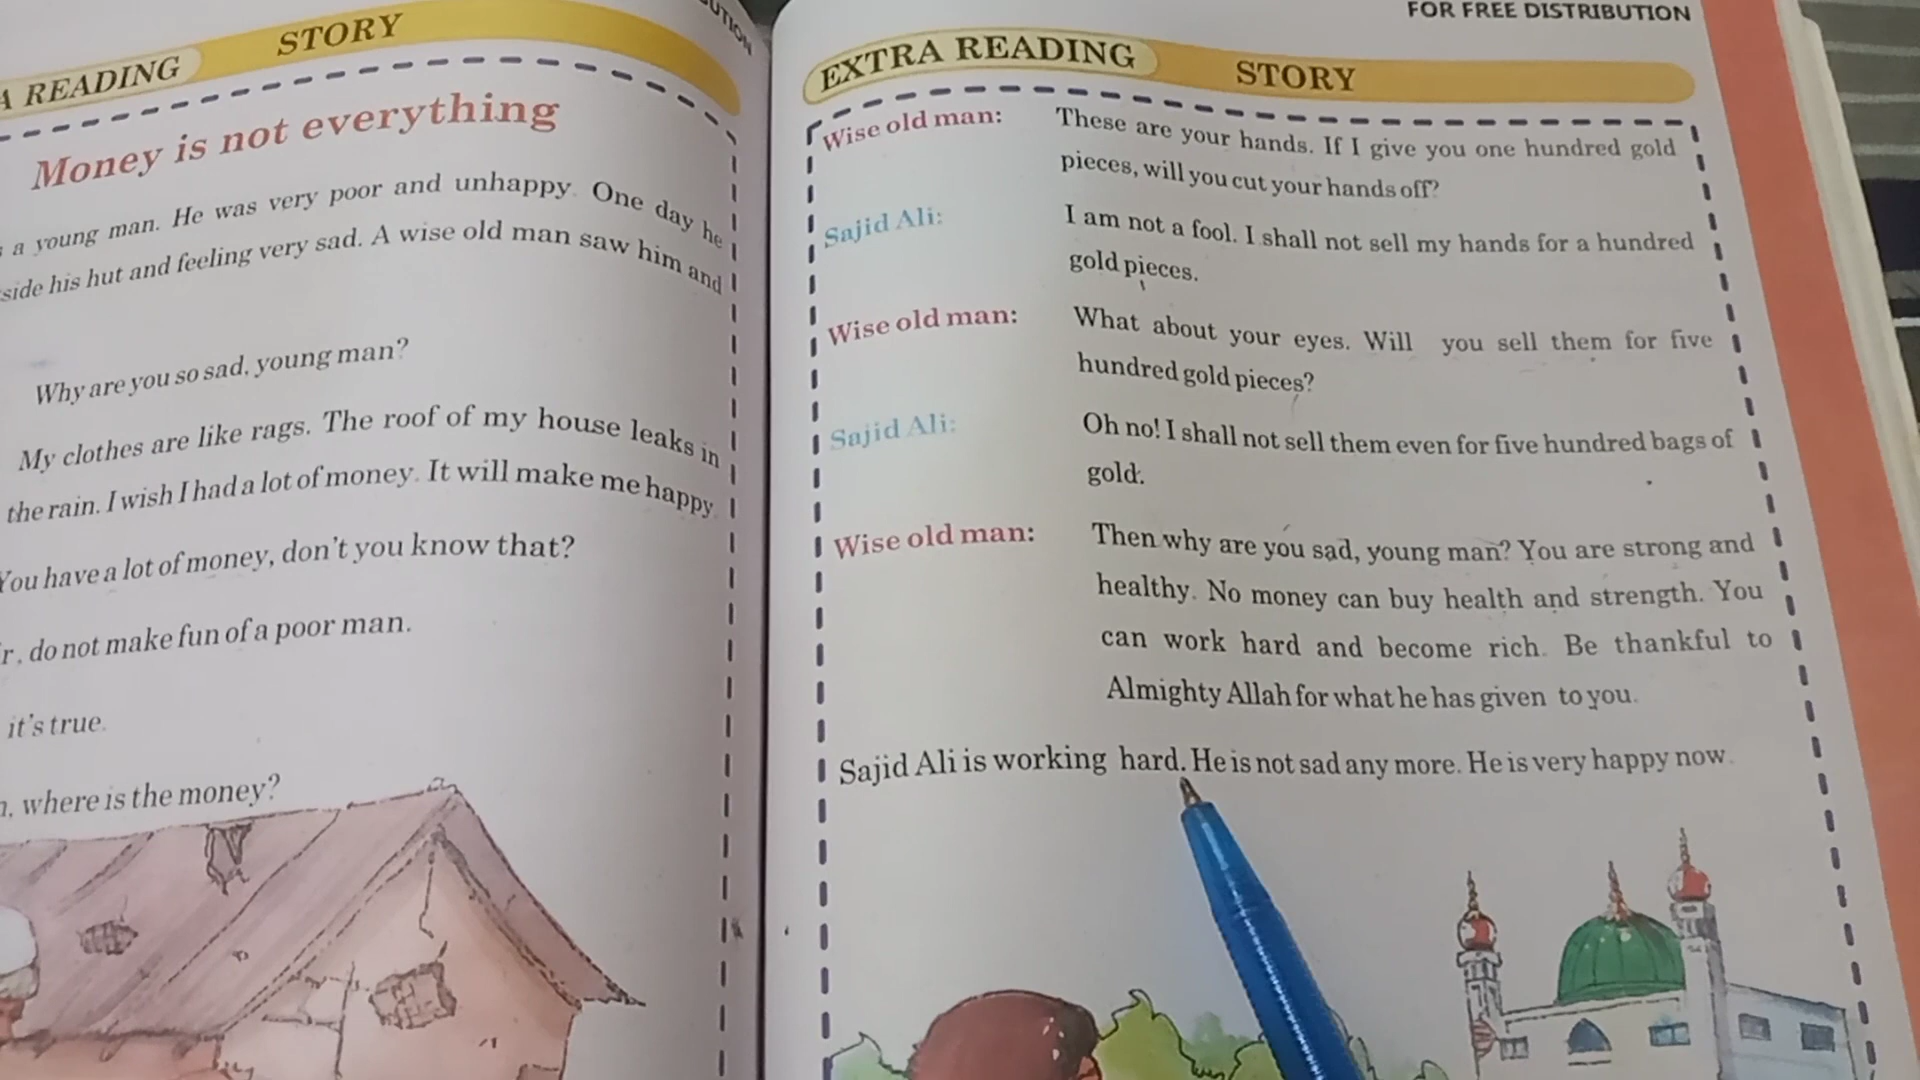 UTION
A READING
STORY
Money is not everything
a young man. He was very poor and unhappy. One day he
side his hut and feeling very sad. A wise old man saw him and
Why are you so sad, young man?
My clothes are like rags. The roof of my house leaks in
the rain. I wish I had a lot of money. It will make me happy.
You have a lot of money, don't you know that?
r, do not make fun of a poor man.
it's true.
, where is the money?
FOR FREE DISTRIBUTION
EXTRA READING
STORY
Wise old man: These are your hands. If I give you one hundred gold
pieces, will you cut your hands off?
Sajid Ali: I am not a fool. I shall not sell my hands for a hundred
gold pieces.
Wise old man: What about your eyes. Will you sell them for five
hundred gold pieces?
Sajid Ali: Oh no! I shall not sell them even for five hundred bags of
gold.
Wise old man: Then why are you sad, young man? You are strong and
healthy. No money can buy health and strength. You
can work hard and become rich. Be thankful to
Almighty Allah for what he has given to you.
Sajid Ali is working hard. He is not sad any more. He is very happy now.